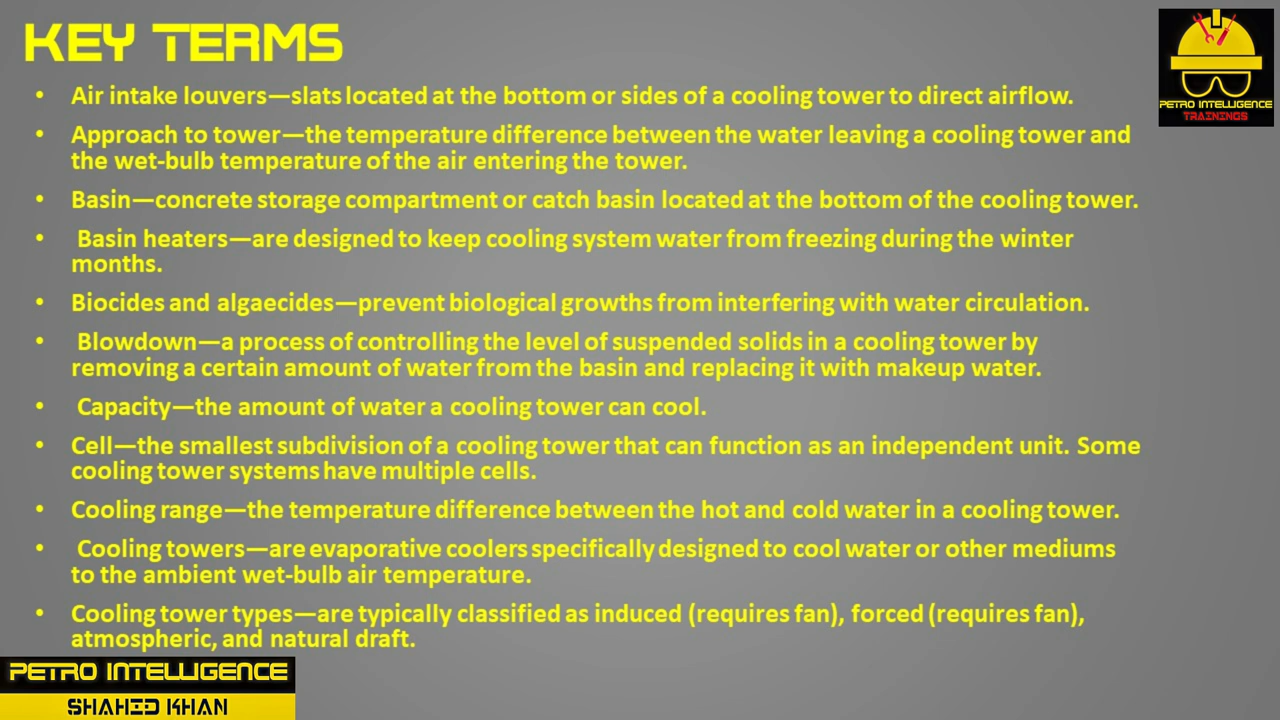 KEY TERMS
PETRO INTELLIGENCE
TRAININGS
• Air intake louvers—slats located at the bottom or sides of a cooling tower to direct airflow.
• Approach to tower—the temperature difference between the water leaving a cooling tower and
the wet-bulb temperature of the air entering the tower.
• Basin—concrete storage compartment or catch basin located at the bottom of the cooling tower.
• Basin heaters—are designed to keep cooling system water from freezing during the winter
months.
• Biocides and algaecides—prevent biological growths from interfering with water circulation.
• Blowdown—a process of controlling the level of suspended solids in a cooling tower by
removing a certain amount of water from the basin and replacing it with makeup water.
• Capacity—the amount of water a cooling tower can cool.
• Cell—the smallest subdivision of a cooling tower that can function as an independent unit. Some
cooling tower systems have multiple cells.
• Cooling range—the temperature difference between the hot and cold water in a cooling tower.
• Cooling towers—are evaporative coolers specifically designed to cool water or other mediums
to the ambient wet-bulb air temperature.
• Cooling tower types—are typically classified as induced (requires fan), forced (requires fan),
atmospheric, and natural draft.
PETRO INTELLIGENCE
SHAHID KHAN